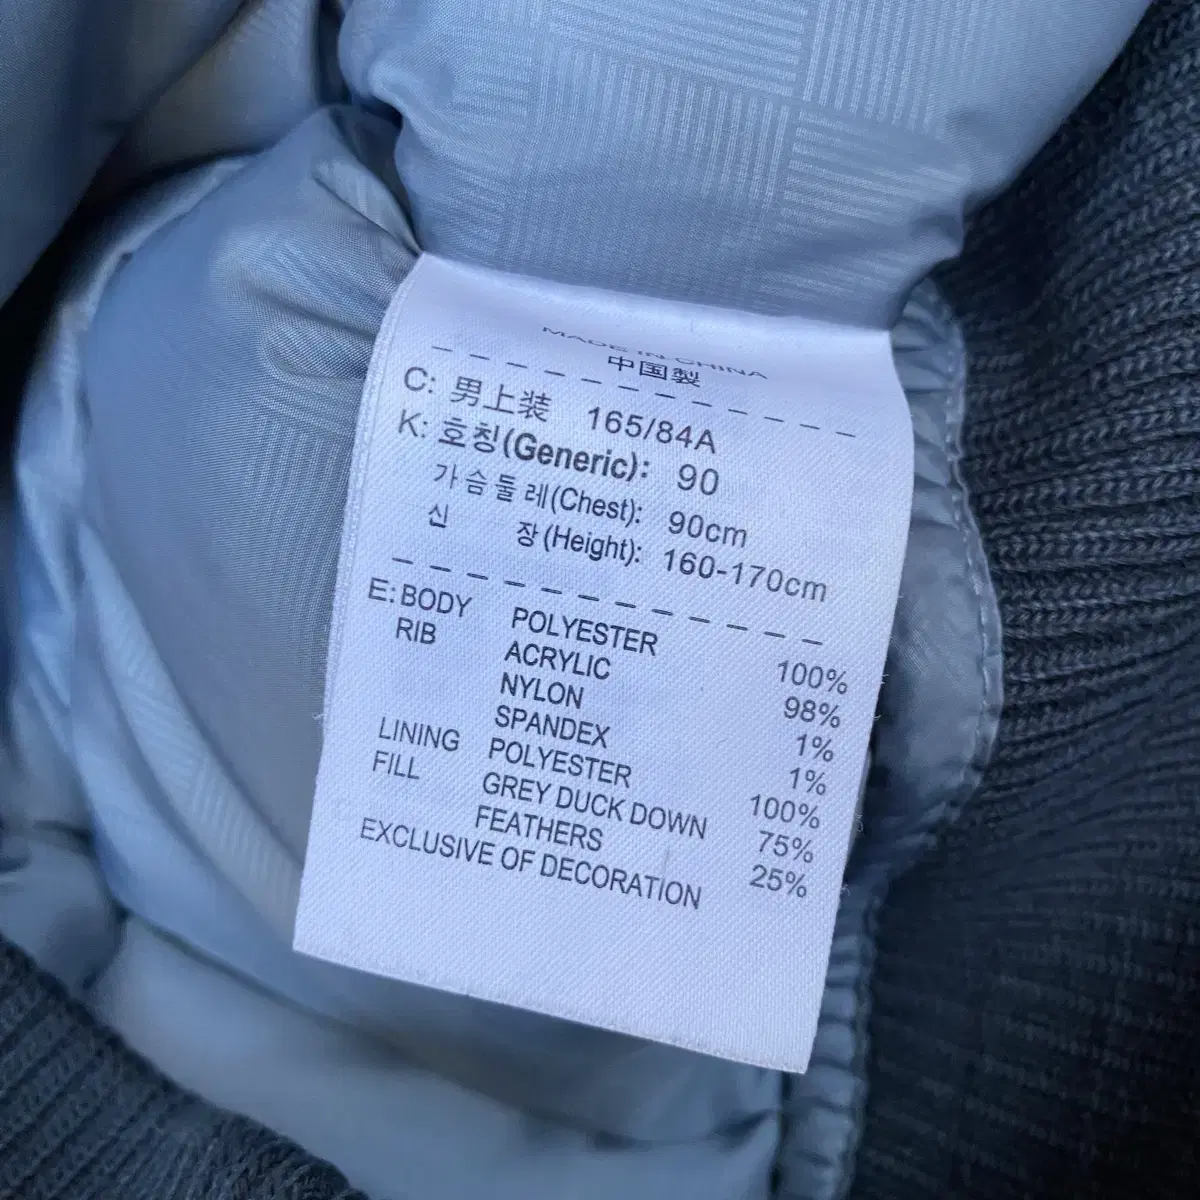 MADE IN CHINA
中国製
C: 男上装 165/84A
K: 호칭(Generic): 90
가슴둘레(Chest): 90cm
신 장(Height): 160-170cm
E: BODY POLYESTER 100%
RIB ACRYLIC 98%
NYLON 1%
SPANDEX 1%
LINING POLYESTER 100%
FILL GREY DUCK DOWN 75%
FEATHERS 25%
EXCLUSIVE OF DECORATION